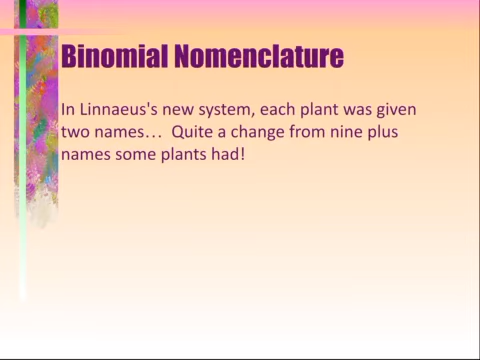 Binomial Nomenclature
In Linnaeus's new system, each plant was given
two names… Quite a change from nine plus
names some plants had!